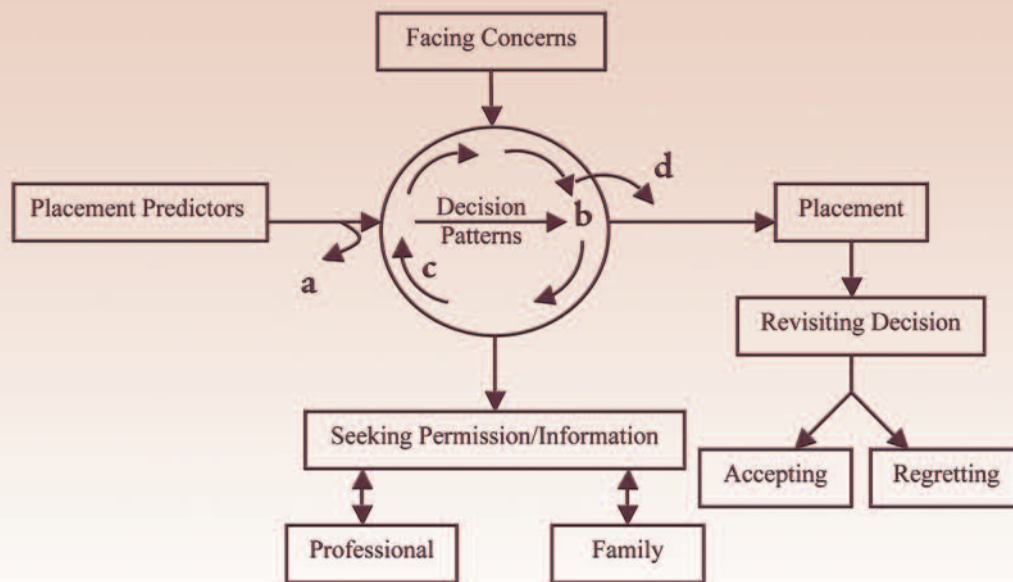 Facing Concerns
d
Placement Predictors
Decision
Patterns
b
Placement
c
a
Revisiting Decision
Seeking Permission/Information
Accepting
Regretting
Professional
Family